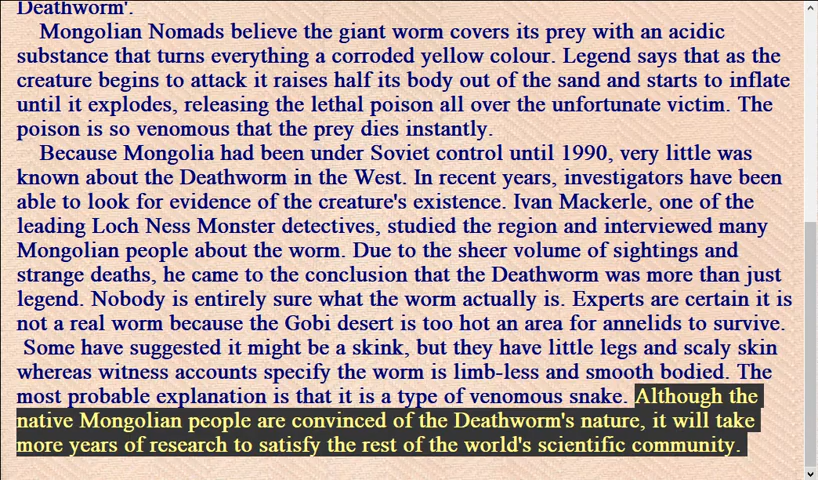 Deathworm'.
Mongolian Nomads believe the giant worm covers its prey with an acidic
substance that turns everything a corroded yellow colour. Legend says that as the
creature begins to attack it raises half its body out of the sand and starts to inflate
until it explodes, releasing the lethal poison all over the unfortunate victim. The
poison is so venomous that the prey dies instantly.
Because Mongolia had been under Soviet control until 1990, very little was
known about the Deathworm in the West. In recent years, investigators have been
able to look for evidence of the creature's existence. Ivan Mackerle, one of the
leading Loch Ness Monster detectives, studied the region and interviewed many
Mongolian people about the worm. Due to the sheer volume of sightings and
strange deaths, he came to the conclusion that the Deathworm was more than just
legend. Nobody is entirely sure what the worm actually is. Experts are certain it is
not a real worm because the Gobi desert is too hot an area for annelids to survive.
Some have suggested it might be a skink, but they have little legs and scaly skin
whereas witness accounts specify the worm is limb-less and smooth bodied. The
most probable explanation is that it is a type of venomous snake. Although the
native Mongolian people are convinced of the Deathworm's nature, it will take
more years of research to satisfy the rest of the world's scientific community.